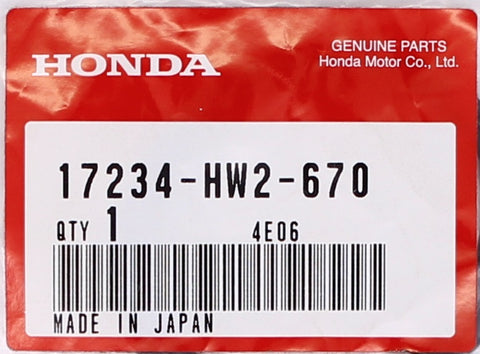 HONDA
GENUINE PARTS
Honda Motor Co., Ltd.
17234-HW2-670
QTY 1 4E06
MADE IN JAPAN